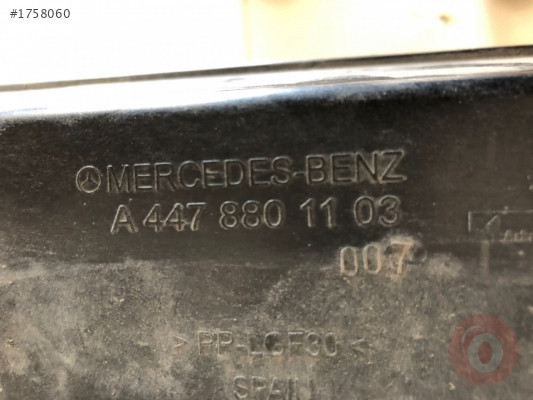 #1758060
MERCEDES-BENZ
A 447 880 11 03
007
>PP-LGF30<
SPAIN